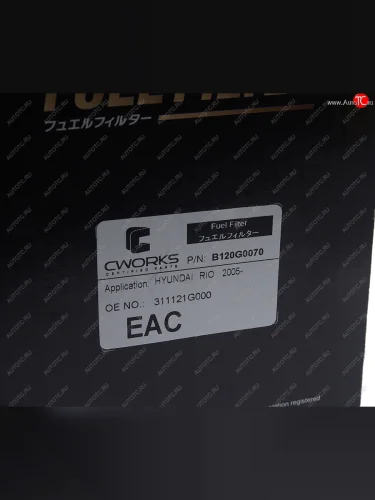 www.AutoTC.ru
FUEL FILTER
フュエルフィルター
Fuel Filter
フュエルフィルター
CWORKS
CERTIFIED PARTS
P/N: B120G0070
Application: HYUNDAI RIO 2005-
OE NO.: 311121G000
EAC
registered